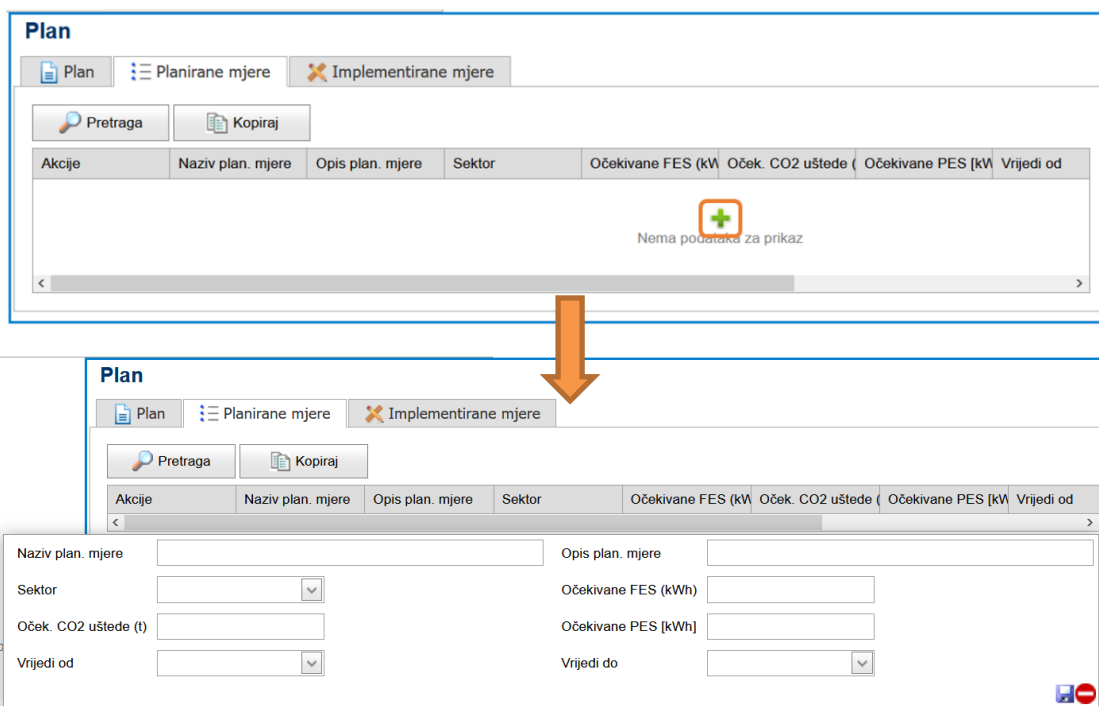 Plan
Plan Planirane mjere Implementirane mjere
Pretraga Kopiraj
Akcije Naziv plan. mjere Opis plan. mjere Sektor Očekivane FES (kW Oček. CO2 uštede ( Očekivane PES [kW Vrijedi od
Nema podataka za prikaz
Plan
Plan Planirane mjere Implementirane mjere
Pretraga Kopiraj
Akcije Naziv plan. mjere Opis plan. mjere Sektor Očekivane FES (kW Oček. CO2 uštede ( Očekivane PES [kW Vrijedi od
Naziv plan. mjere Opis plan. mjere
Sektor Očekivane FES (kWh)
Oček. CO2 uštede (t) Očekivane PES [kWh]
Vrijedi od Vrijedi do